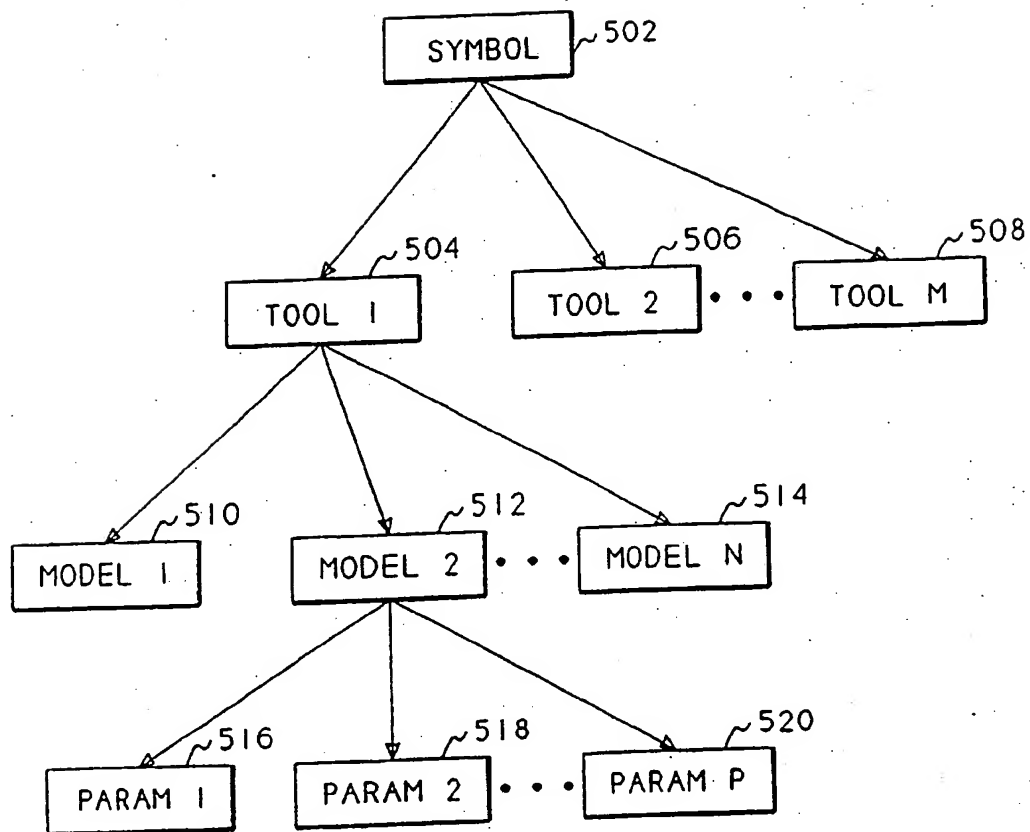 SYMBOL 502
504 506 508
TOOL 1 TOOL 2 • • • TOOL M
510 512 514
MODEL 1 MODEL 2 • • • MODEL N
516 518 520
PARAM 1 PARAM 2 • • • PARAM P